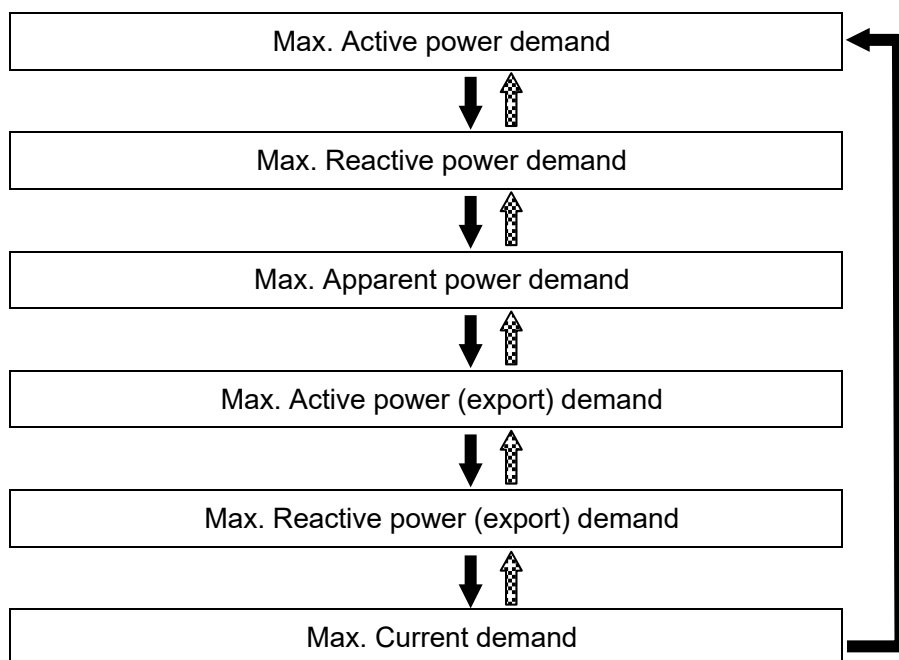 Max. Active power demand
Max. Reactive power demand
Max. Apparent power demand
Max. Active power (export) demand
Max. Reactive power (export) demand
Max. Current demand